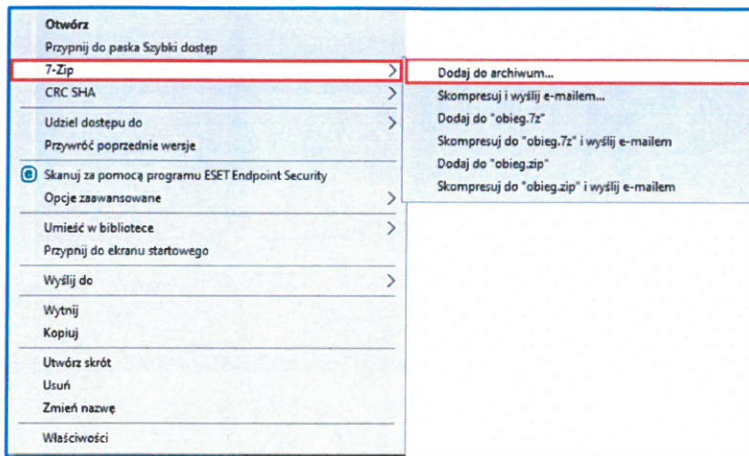 Otwórz
Przypnij do paska Szybki dostęp
7-Zip
CRC SHA
Udziel dostępu do
Przywróć poprzednie wersje
Skanuj za pomocą programu ESET Endpoint Security
Opcje zaawansowane
Umieść w bibliotece
Przypnij do ekranu startowego
Wyślij do
Wytnij
Kopiuj
Utwórz skrót
Usuń
Zmień nazwę
Właściwości
Dodaj do archiwum...
Skompresuj i wyślij e-mailem...
Dodaj do "obieg.7z"
Skompresuj do "obieg.7z" i wyślij e-mailem
Dodaj do "obieg.zip"
Skompresuj do "obieg.zip" i wyślij e-mailem